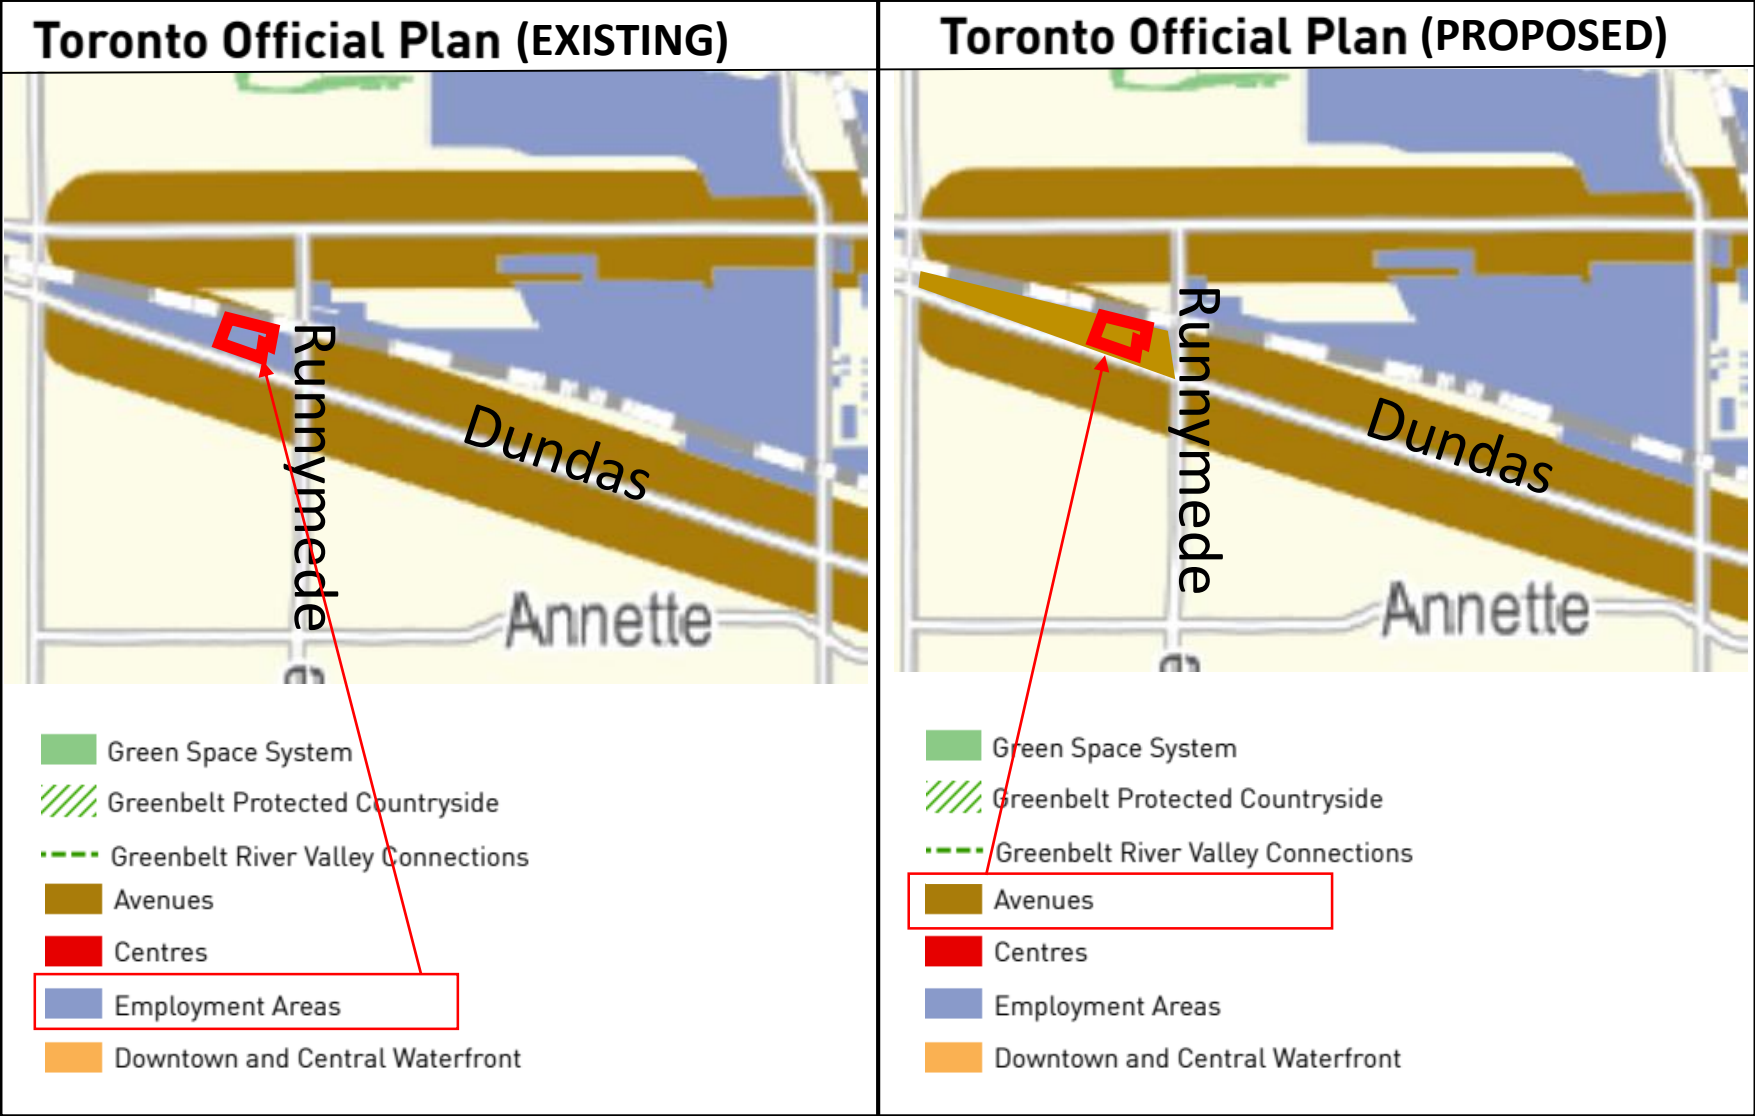 Toronto Official Plan (EXISTING)
Runnymede
Dundas
Annette
Green Space System
Greenbelt Protected Countryside
Greenbelt River Valley Connections
Avenues
Centres
Employment Areas
Downtown and Central Waterfront
Toronto Official Plan (PROPOSED)
Runnymede
Dundas
Annette
Green Space System
Greenbelt Protected Countryside
Greenbelt River Valley Connections
Avenues
Centres
Employment Areas
Downtown and Central Waterfront